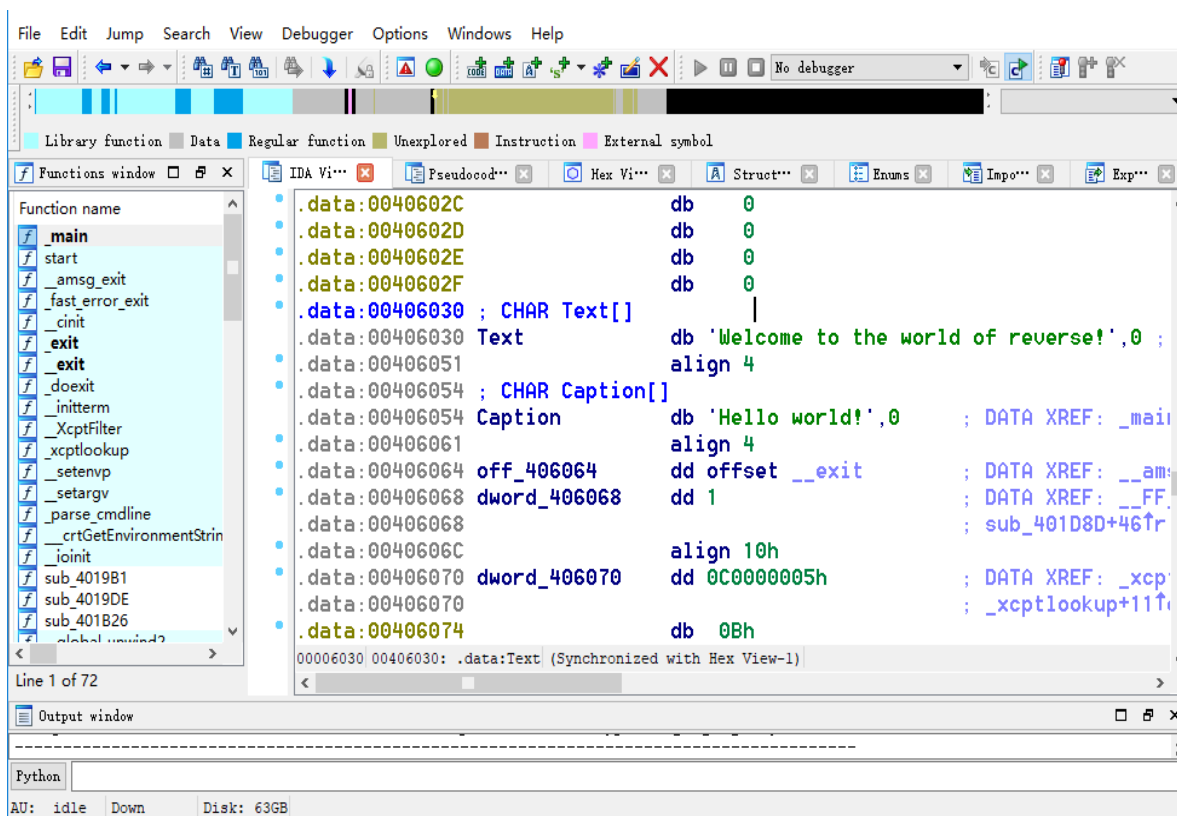 File Edit Jump Search View Debugger Options Windows Help
No debugger
Library function Data Regular function Unexplored Instruction External symbol
Functions window
IDA Vi··· Pseudocod··· Hex Vi··· Struct··· Enums Impo··· Exp···
Function name
_main
start
__amsg_exit
_fast_error_exit
__cinit
_exit
__exit
_doexit
__initterm
__XcptFilter
_xcptlookup
__setenvp
__setargv
_parse_cmdline
__crtGetEnvironmentStrin
__ioinit
sub_4019B1
sub_4019DE
sub_401B26
Line 1 of 72
.data:0040602C db 0
.data:0040602D db 0
.data:0040602E db 0
.data:0040602F db 0
.data:00406030 ; CHAR Text[]
.data:00406030 Text db 'Welcome to the world of reverse!',0 ;
.data:00406051 align 4
.data:00406054 ; CHAR Caption[]
.data:00406054 Caption db 'Hello world!',0 ; DATA XREF: _main
.data:00406061 align 4
.data:00406064 off_406064 dd offset __exit ; DATA XREF: __ams
.data:00406068 dword_406068 dd 1 ; DATA XREF: __FF_
.data:00406068 ; sub_401D8D+46↑r
.data:0040606C align 10h
.data:00406070 dword_406070 dd 0C0000005h ; DATA XREF: _xcp
.data:00406070 ; _xcptlookup+11↑
.data:00406074 db 0Bh
00006030 00406030: .data:Text (Synchronized with Hex View-1)
Output window
Python
AU: idle Down Disk: 63GB